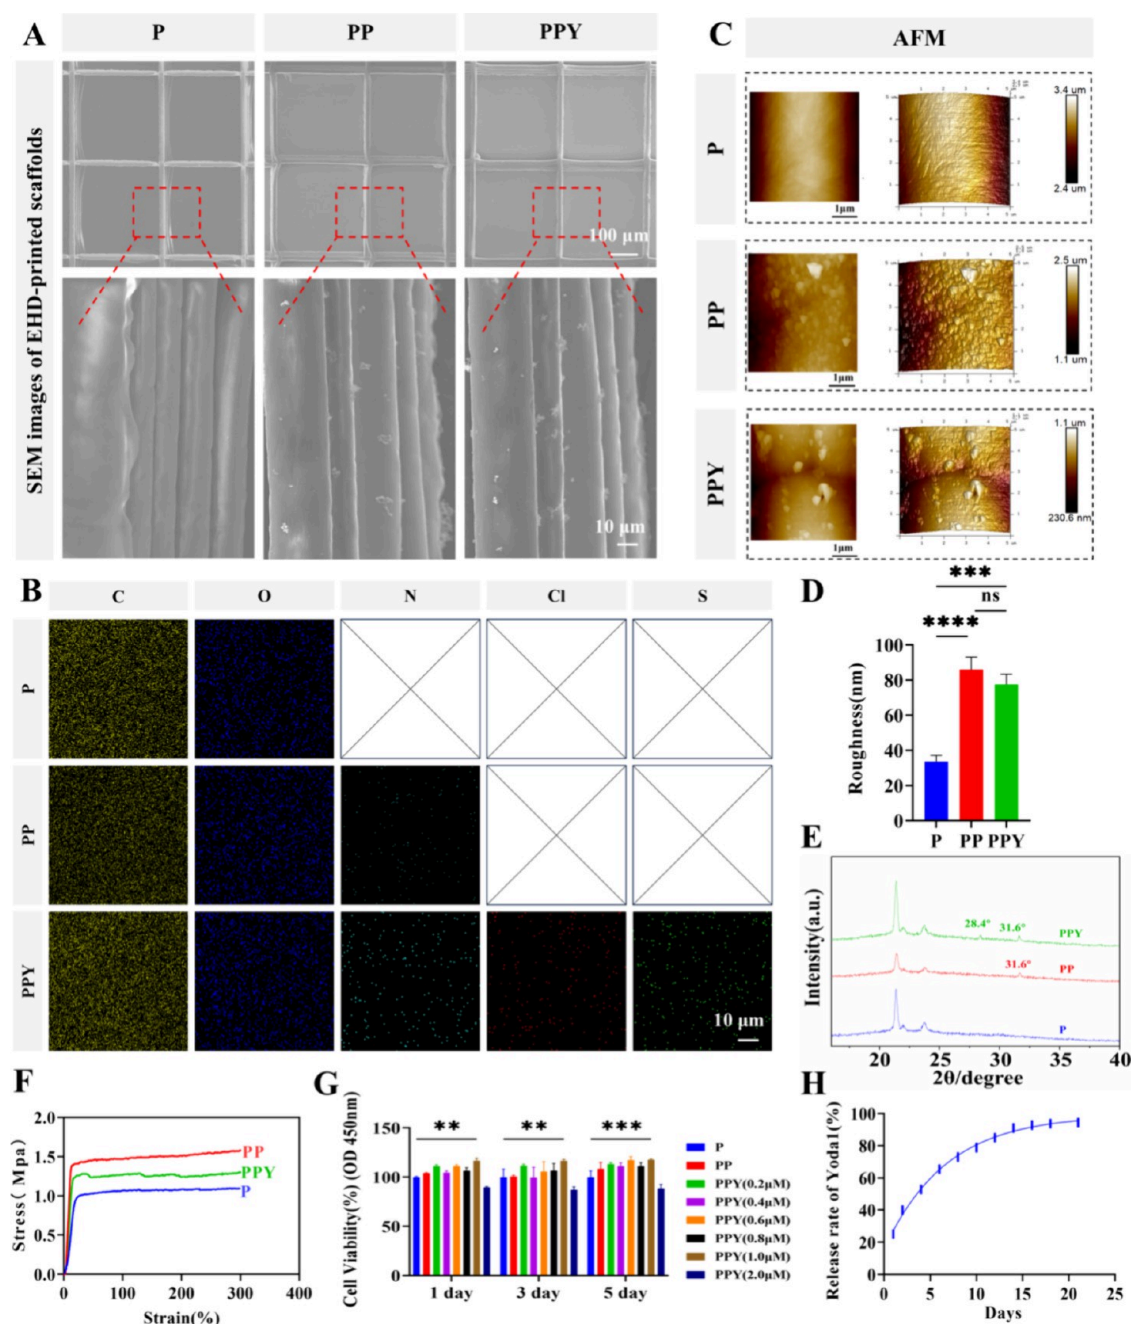 A
P
PP
PPY
SEM images of EHD-printed scaffolds
100 µm
10 µm
C
AFM
P
3.4 um
2.4 um
1µm
PP
2.5 um
1.1 um
1µm
PPY
1.1 um
230.6 nm
1µm
B
C
O
N
Cl
S
P
PP
PPY
10 µm
D
***
ns
****
Roughness(nm)
100
80
60
40
20
0
P PP PPY
E
Intensity(a.u.)
28.4°
31.6°
PPY
31.6°
PP
P
20 25 30 35 40
2θ/degree
F
Stress( Mpa)
2.0
1.5
1.0
0.5
0.0
PP
PPY
P
0 100 200 300 400
Strain(%)
G
Cell Viability(%) (OD 450nm)
150
100
50
0
**
**
***
1 day 3 day 5 day
P
PP
PPY(0.2µM)
PPY(0.4µM)
PPY(0.6µM)
PPY(0.8µM)
PPY(1.0µM)
PPY(2.0µM)
H
Release rate of Yoda1(%)
100
80
60
40
20
0
0 5 10 15 20 25
Days